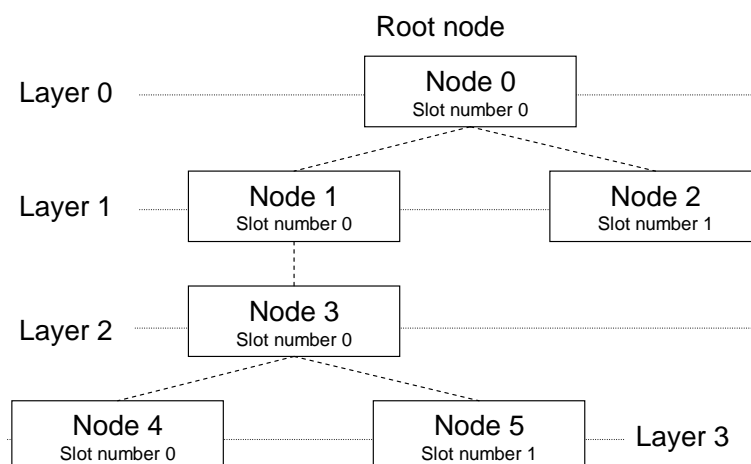 Root node
Layer 0
Node 0
Slot number 0
Layer 1
Node 1
Slot number 0
Node 2
Slot number 1
Layer 2
Node 3
Slot number 0
Node 4
Slot number 0
Node 5
Slot number 1
Layer 3